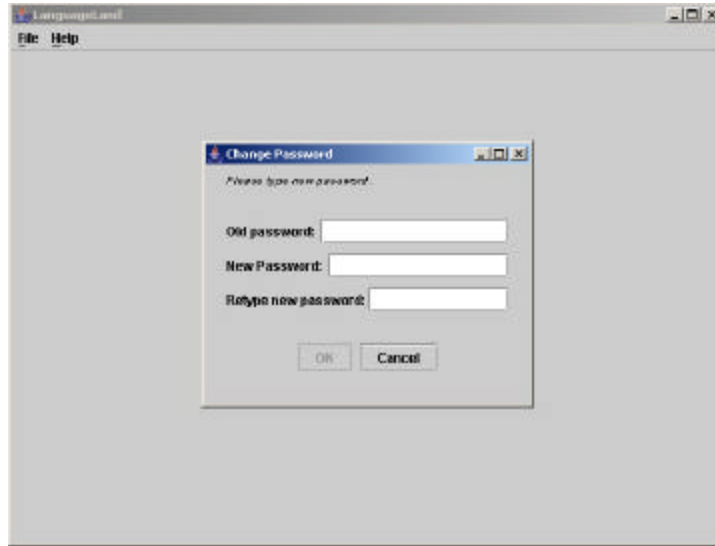 LanguageLand
File Help
Change Password
Please type new password.
Old password:
New Password:
Retype new password:
OK Cancel